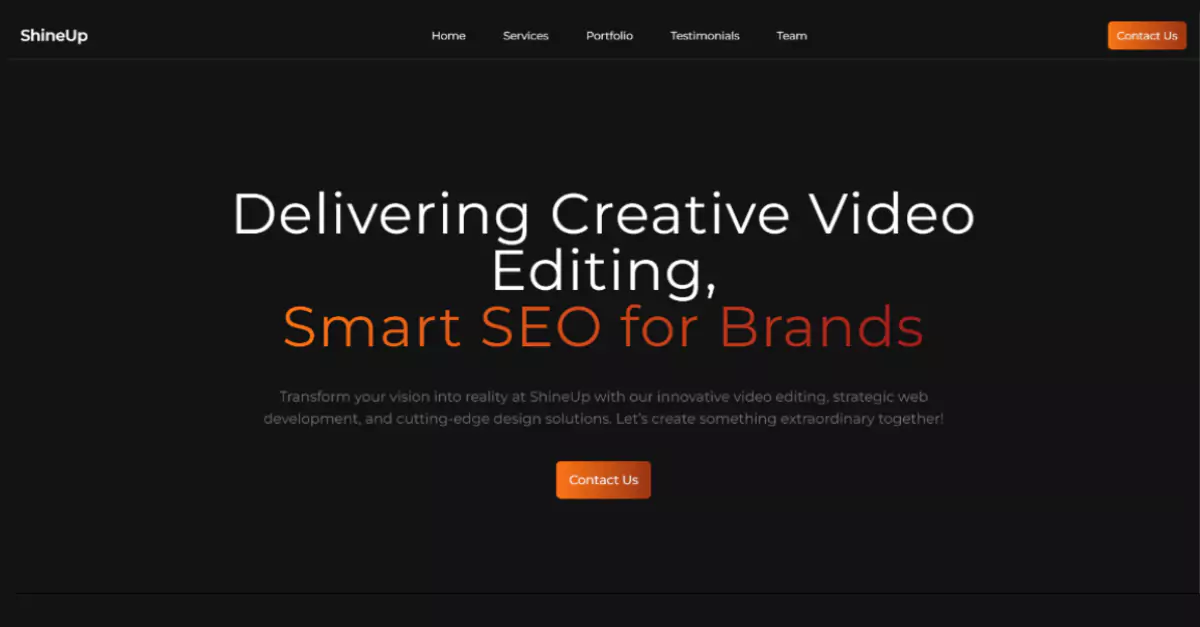 ShineUp
Home Services Portfolio Testimonials Team
Contact Us
Delivering Creative Video
Editing,
Smart SEO for Brands
Transform your vision into reality at ShineUp with our innovative video editing, strategic web
development, and cutting-edge design solutions. Let's create something extraordinary together!
Contact Us